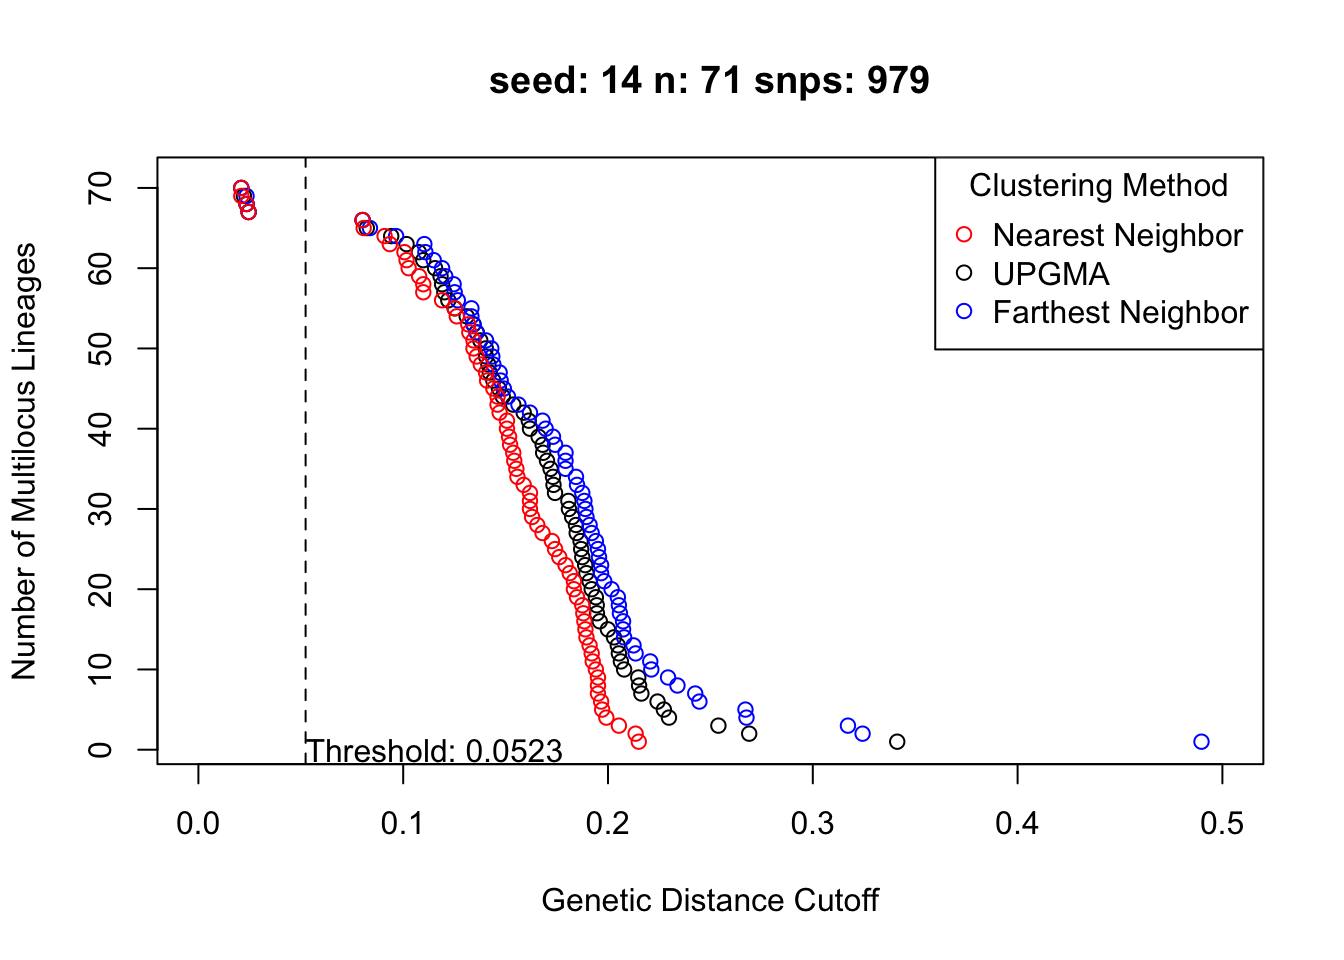 seed: 14 n: 71 snps: 979
Number of Multilocus Lineages
70
60
50
40
30
20
10
0
Clustering Method
Nearest Neighbor
UPGMA
Farthest Neighbor
Threshold: 0.0523
0.0 0.1 0.2 0.3 0.4 0.5
Genetic Distance Cutoff